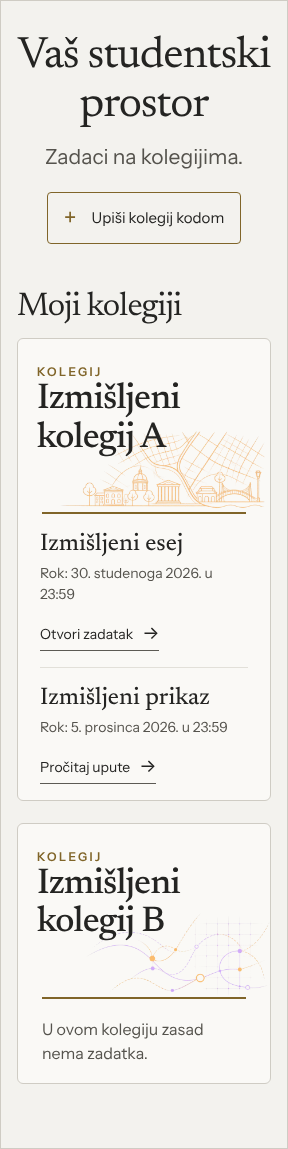 Vaš studentski
prostor
Zadaci na kolegijima.
+ Upiši kolegij kodom
Moji kolegiji
KOLEGIJ
Izmišljeni
kolegij A
Izmišljeni esej
Rok: 30. studenoga 2026. u
23:59
Otvori zadatak →
Izmišljeni prikaz
Rok: 5. prosinca 2026. u 23:59
Pročitaj upute →
KOLEGIJ
Izmišljeni
kolegij B
U ovom kolegiju zasad
nema zadatka.